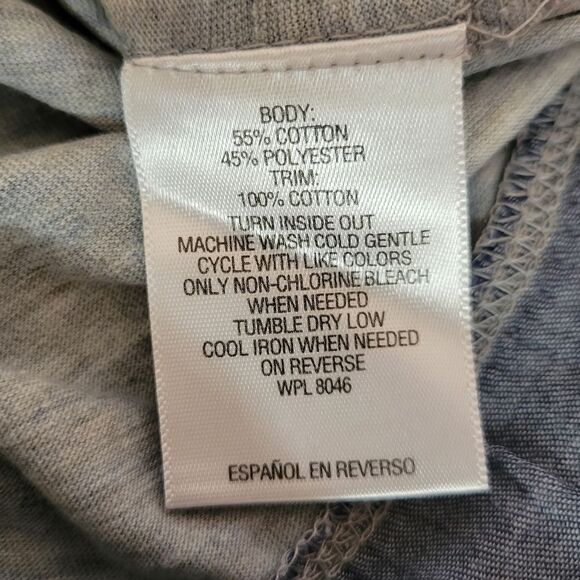 BODY:
55% COTTON
45% POLYESTER
TRIM:
100% COTTON
TURN INSIDE OUT
MACHINE WASH COLD GENTLE
CYCLE WITH LIKE COLORS
ONLY NON-CHLORINE BLEACH
WHEN NEEDED
TUMBLE DRY LOW
COOL IRON WHEN NEEDED
ON REVERSE
WPL 8046
ESPAÑOL EN REVERSO